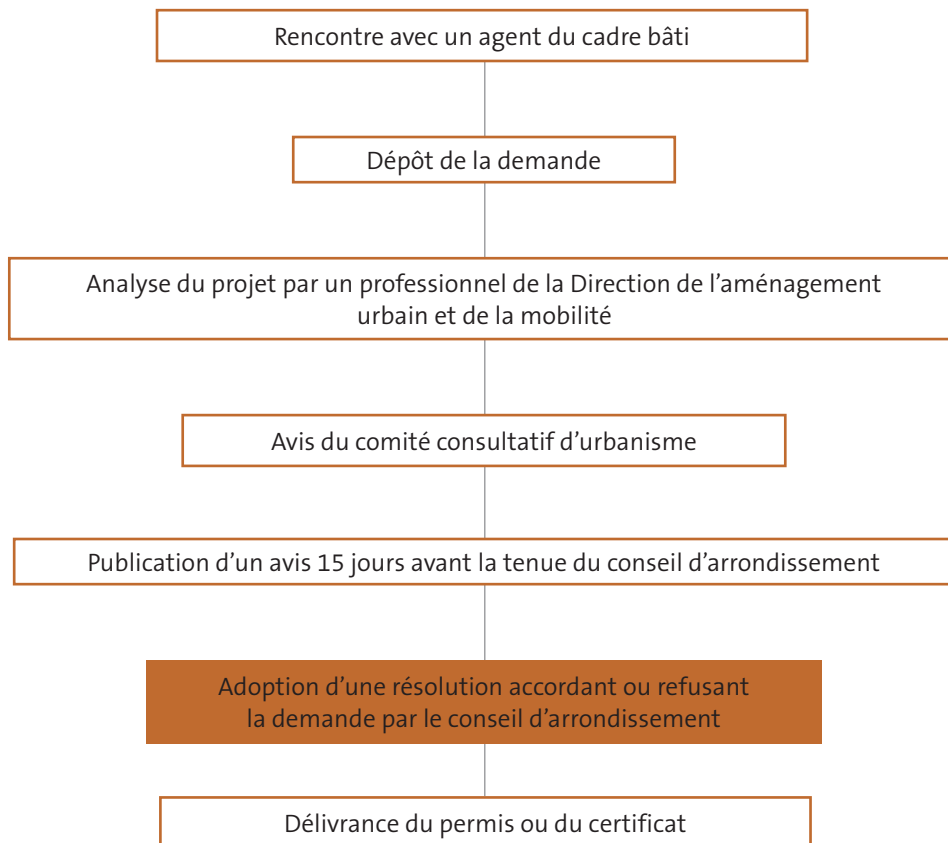 Rencontre avec un agent du cadre bâti
Dépôt de la demande
Analyse du projet par un professionnel de la Direction de l’aménagement
urbain et de la mobilité
Avis du comité consultatif d’urbanisme
Publication d’un avis 15 jours avant la tenue du conseil d’arrondissement
Adoption d’une résolution accordant ou refusant
la demande par le conseil d’arrondissement
Délivrance du permis ou du certificat